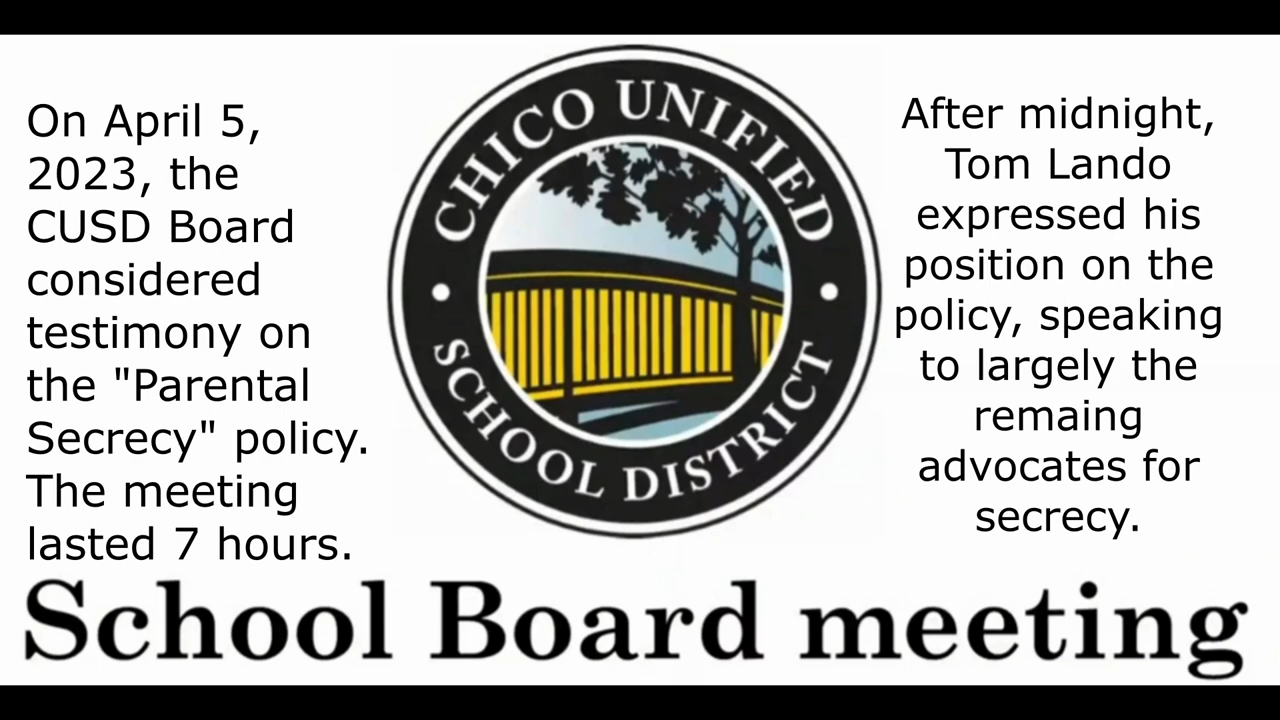 On April 5,
2023, the
CUSD Board
considered
testimony on
the "Parental
Secrecy" policy.
The meeting
lasted 7 hours.
CHICO UNIFIED
SCHOOL DISTRICT
After midnight,
Tom Lando
expressed his
position on the
policy, speaking
to largely the
remaing
advocates for
secrecy.
School Board meeting